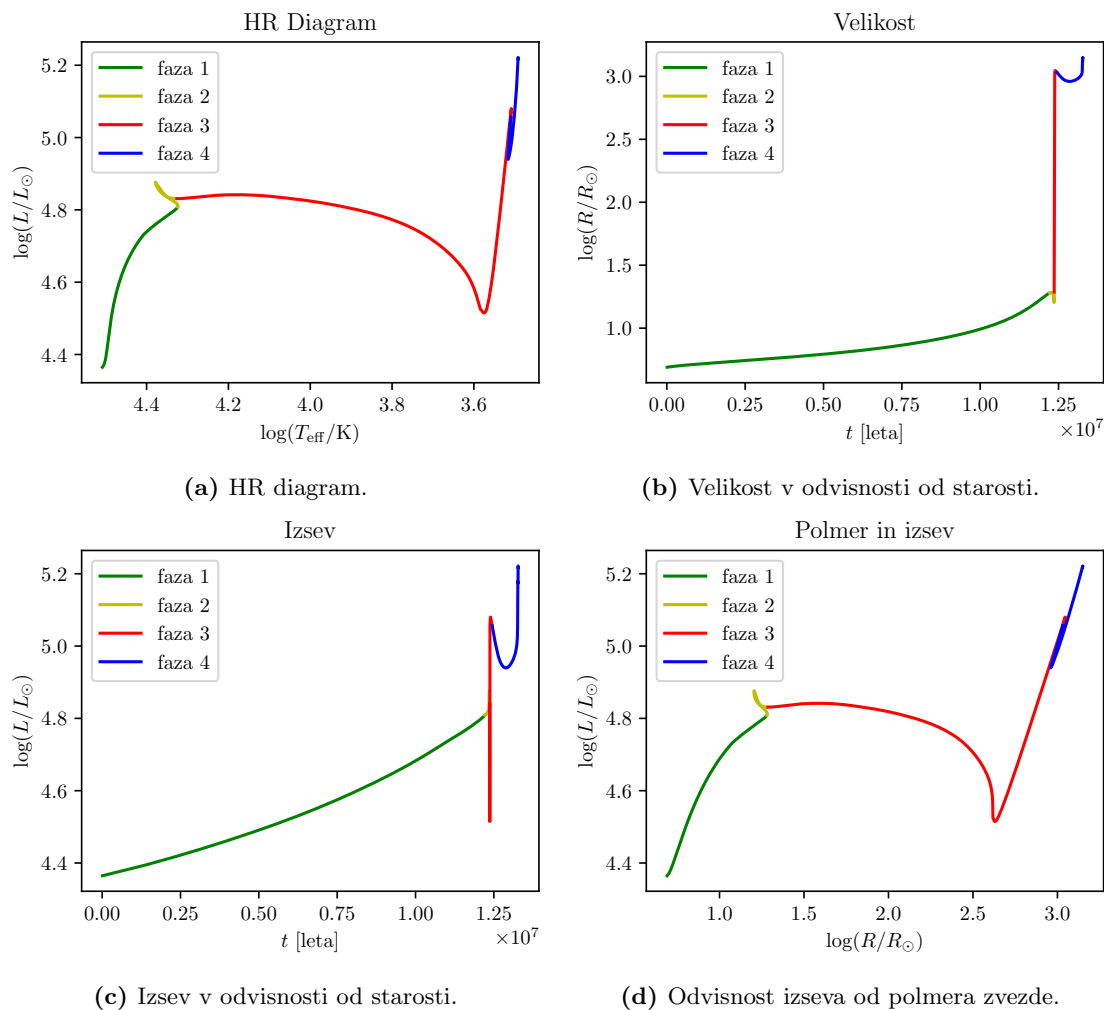 HR Diagram
log(L/L⊙)
5.2
5.0
4.8
4.6
4.4
faza 1
faza 2
faza 3
faza 4
4.4
4.2
4.0
3.8
3.6
log(T_eff/K)
(a) HR diagram.
Velikost
log(R/R⊙)
3.0
2.5
2.0
1.5
1.0
faza 1
faza 2
faza 3
faza 4
0.00
0.25
0.50
0.75
1.00
1.25
×10⁷
t [leta]
(b) Velikost v odvisnosti od starosti.
Izsev
log(L/L⊙)
5.2
5.0
4.8
4.6
4.4
faza 1
faza 2
faza 3
faza 4
0.00
0.25
0.50
0.75
1.00
1.25
×10⁷
t [leta]
(c) Izsev v odvisnosti od starosti.
Polmer in izsev
log(L/L⊙)
5.2
5.0
4.8
4.6
4.4
faza 1
faza 2
faza 3
faza 4
1.0
1.5
2.0
2.5
3.0
log(R/R⊙)
(d) Odvisnost izseva od polmera zvezde.